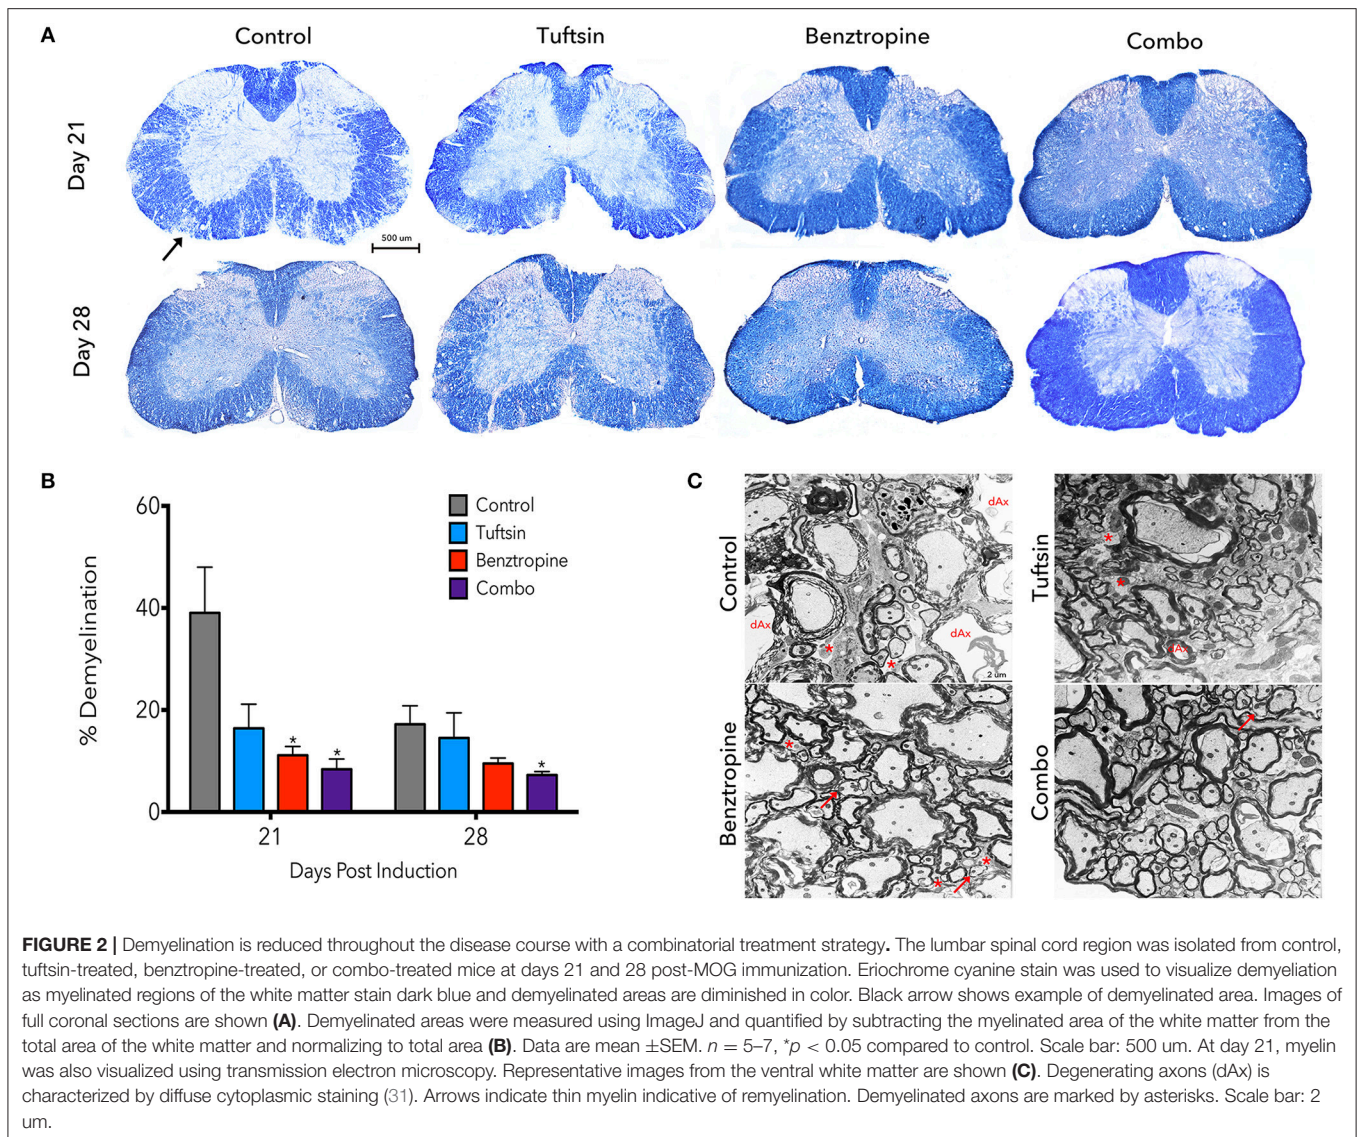 A
Control
Tuftsin
Benztropine
Combo
Day 21
500 um
Day 28
B
60
40
20
0
% Demyelination
Control
Tuftsin
Benztropine
Combo
*
*
*
21
28
Days Post Induction
C
Control
dAx
dAx
dAx
*
*
2 um
Tuftsin
*
*
dAx
Benztropine
*
*
*
Combo
FIGURE 2 | Demyelination is reduced throughout the disease course with a combinatorial treatment strategy. The lumbar spinal cord region was isolated from control,
tuftsin-treated, benztropine-treated, or combo-treated mice at days 21 and 28 post-MOG immunization. Eriochrome cyanine stain was used to visualize demyeliation
as myelinated regions of the white matter stain dark blue and demyelinated areas are diminished in color. Black arrow shows example of demyelinated area. Images of
full coronal sections are shown (A). Demyelinated areas were measured using ImageJ and quantified by subtracting the myelinated area of the white matter from the
total area of the white matter and normalizing to total area (B). Data are mean ±SEM. n = 5–7, *p < 0.05 compared to control. Scale bar: 500 um. At day 21, myelin
was also visualized using transmission electron microscopy. Representative images from the ventral white matter are shown (C). Degenerating axons (dAx) is
characterized by diffuse cytoplasmic staining (31). Arrows indicate thin myelin indicative of remyelination. Demyelinated axons are marked by asterisks. Scale bar: 2
um.